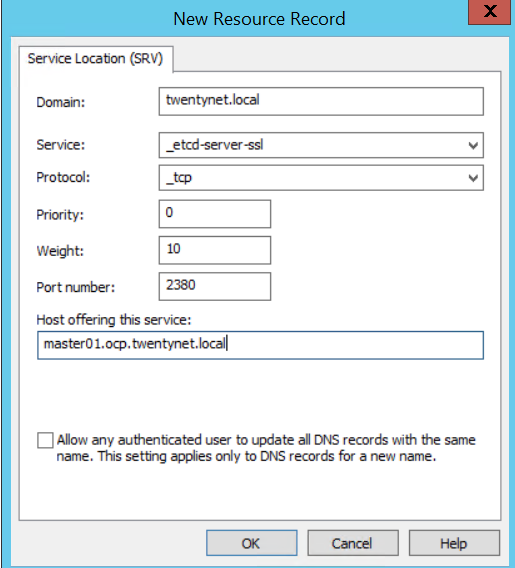 New Resource Record
X
Service Location (SRV)
Domain: twentynet.local
Service: _etcd-server-ssl
Protocol: _tcp
Priority: 0
Weight: 10
Port number: 2380
Host offering this service:
master01.ocp.twentynet.local
Allow any authenticated user to update all DNS records with the same
name. This setting applies only to DNS records for a new name.
OK Cancel Help